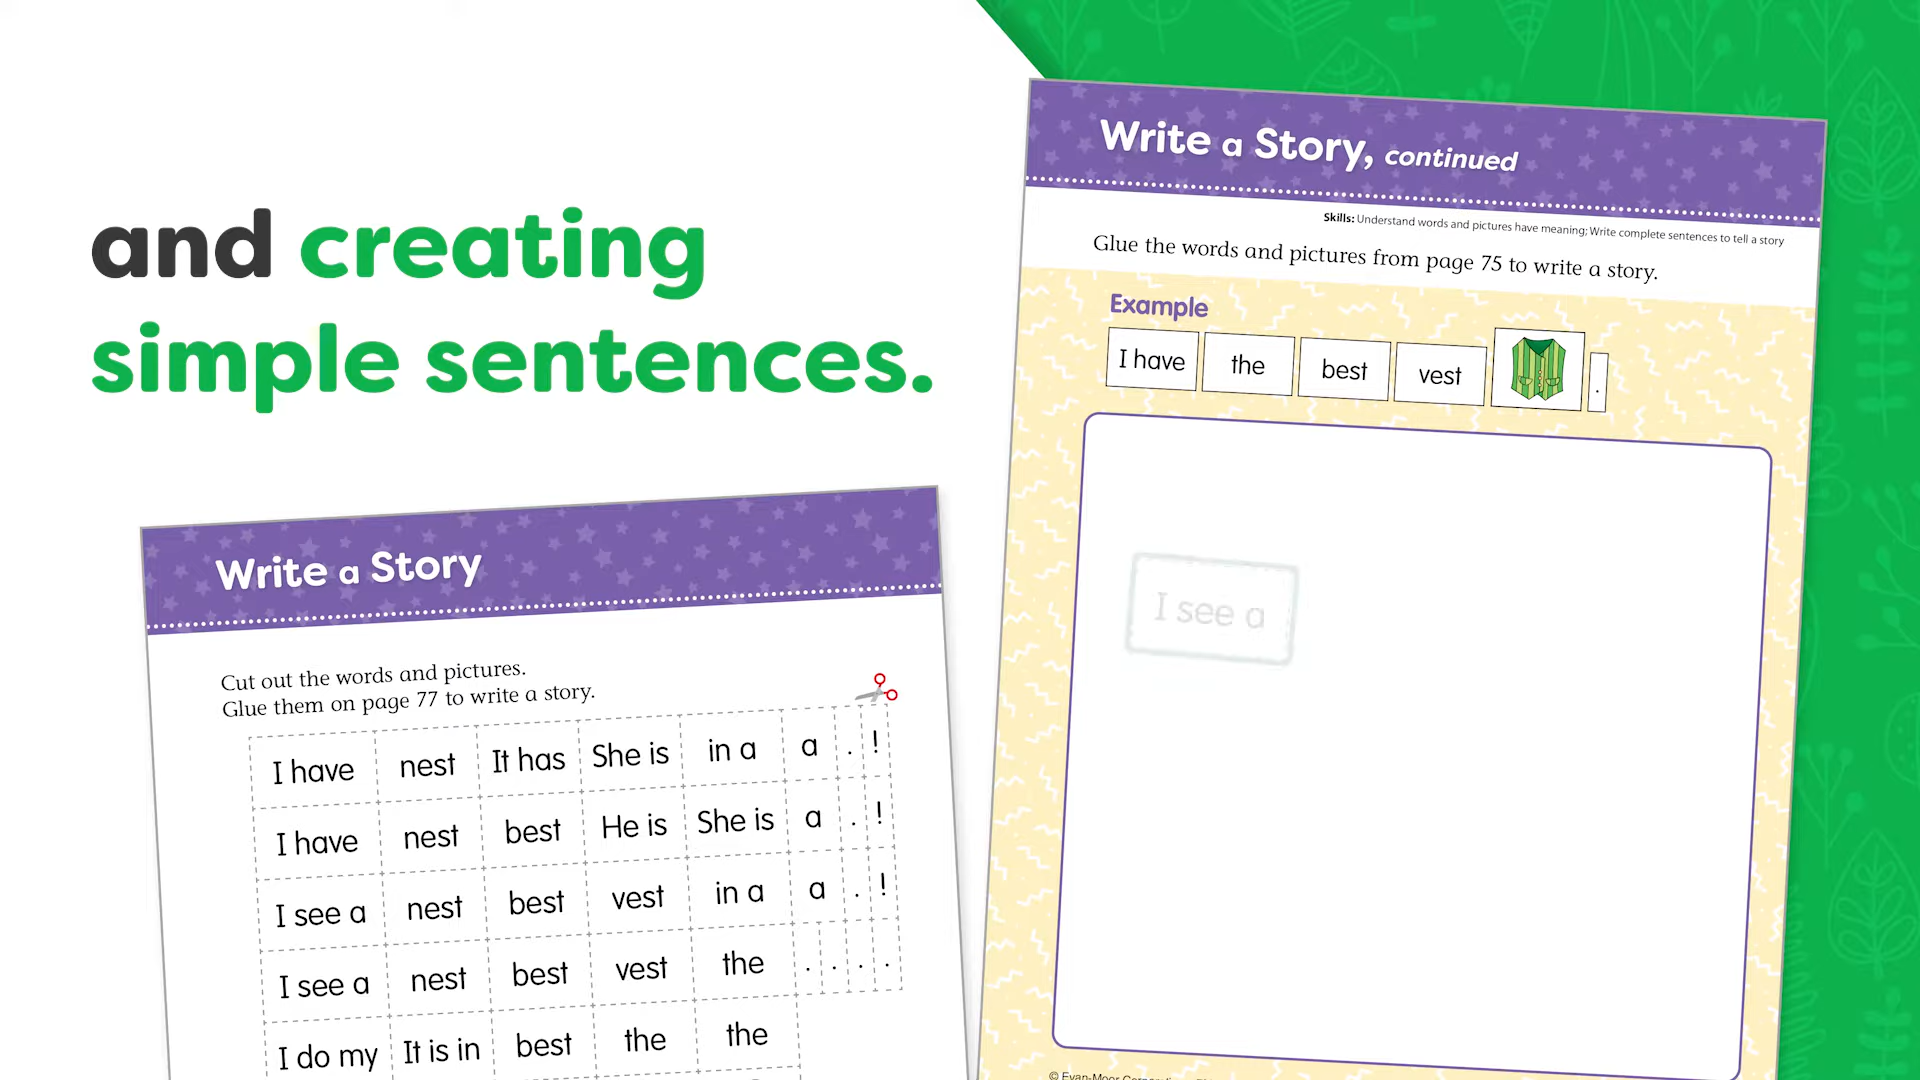 and creating
simple sentences.
Write a Story
Cut out the words and pictures.
Glue them on page 77 to write a story.
I have nest It has She is in a a . !
I have nest best He is She is a . !
I see a nest best vest in a a . !
I see a nest best vest the . . . .
I do my It is in best the the
Write a Story, continued
Skills: Understand words and pictures have meaning; Write complete sentences to tell a story
Glue the words and pictures from page 75 to write a story.
Example
I have the best vest .
I see a
© Evan-Moor